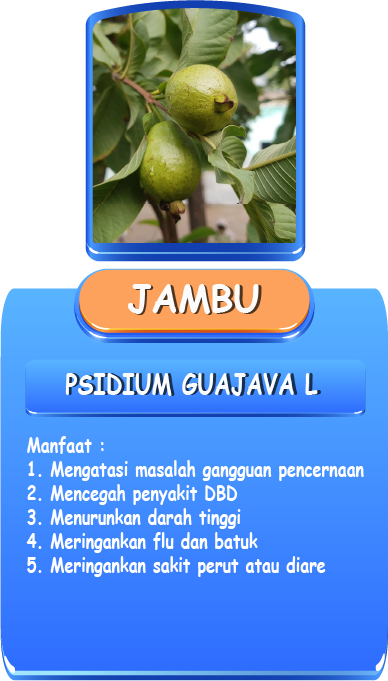 JAMBU
PSIDIUM GUAJAVA L
Manfaat :
1. Mengatasi masalah gangguan pencernaan
2. Mencegah penyakit DBD
3. Menurunkan darah tinggi
4. Meringankan flu dan batuk
5. Meringankan sakit perut atau diare